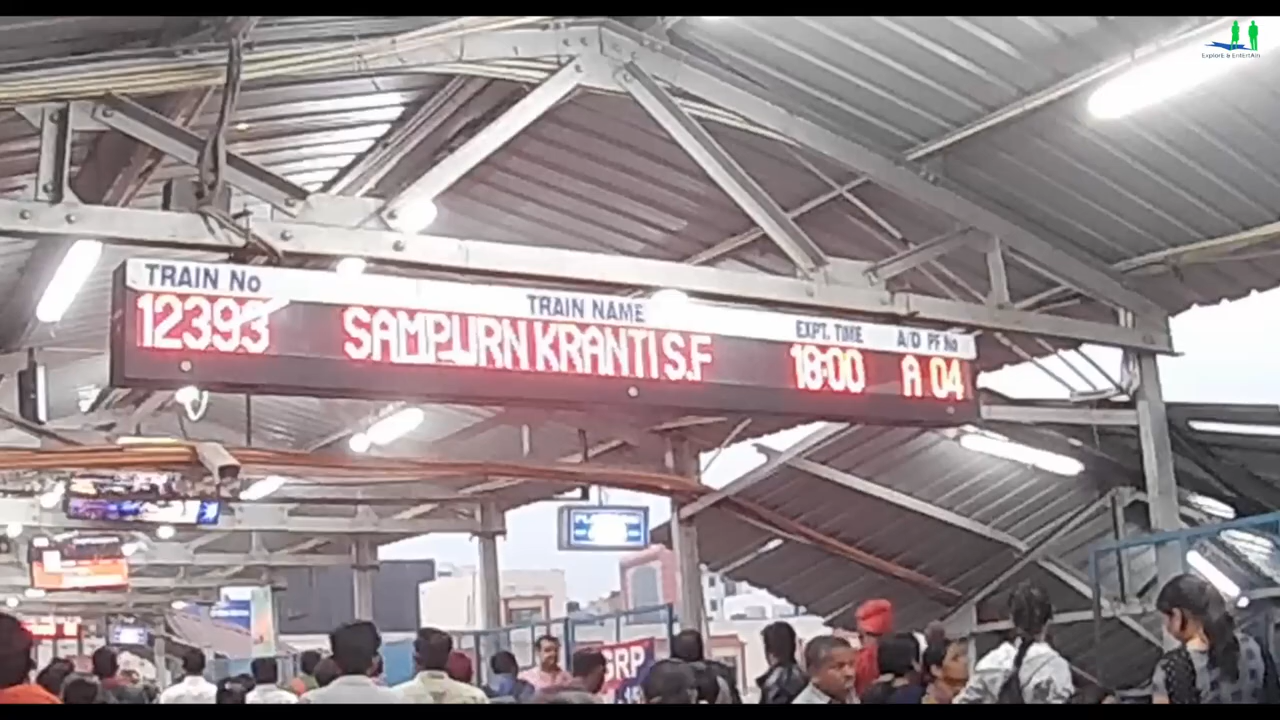 ExplorE & EntErtAin
TRAIN No TRAIN NAME EXPT. TIME A/D PF No
12393 SAMPURN KRANTI S.F 18:00 A 04
GRP